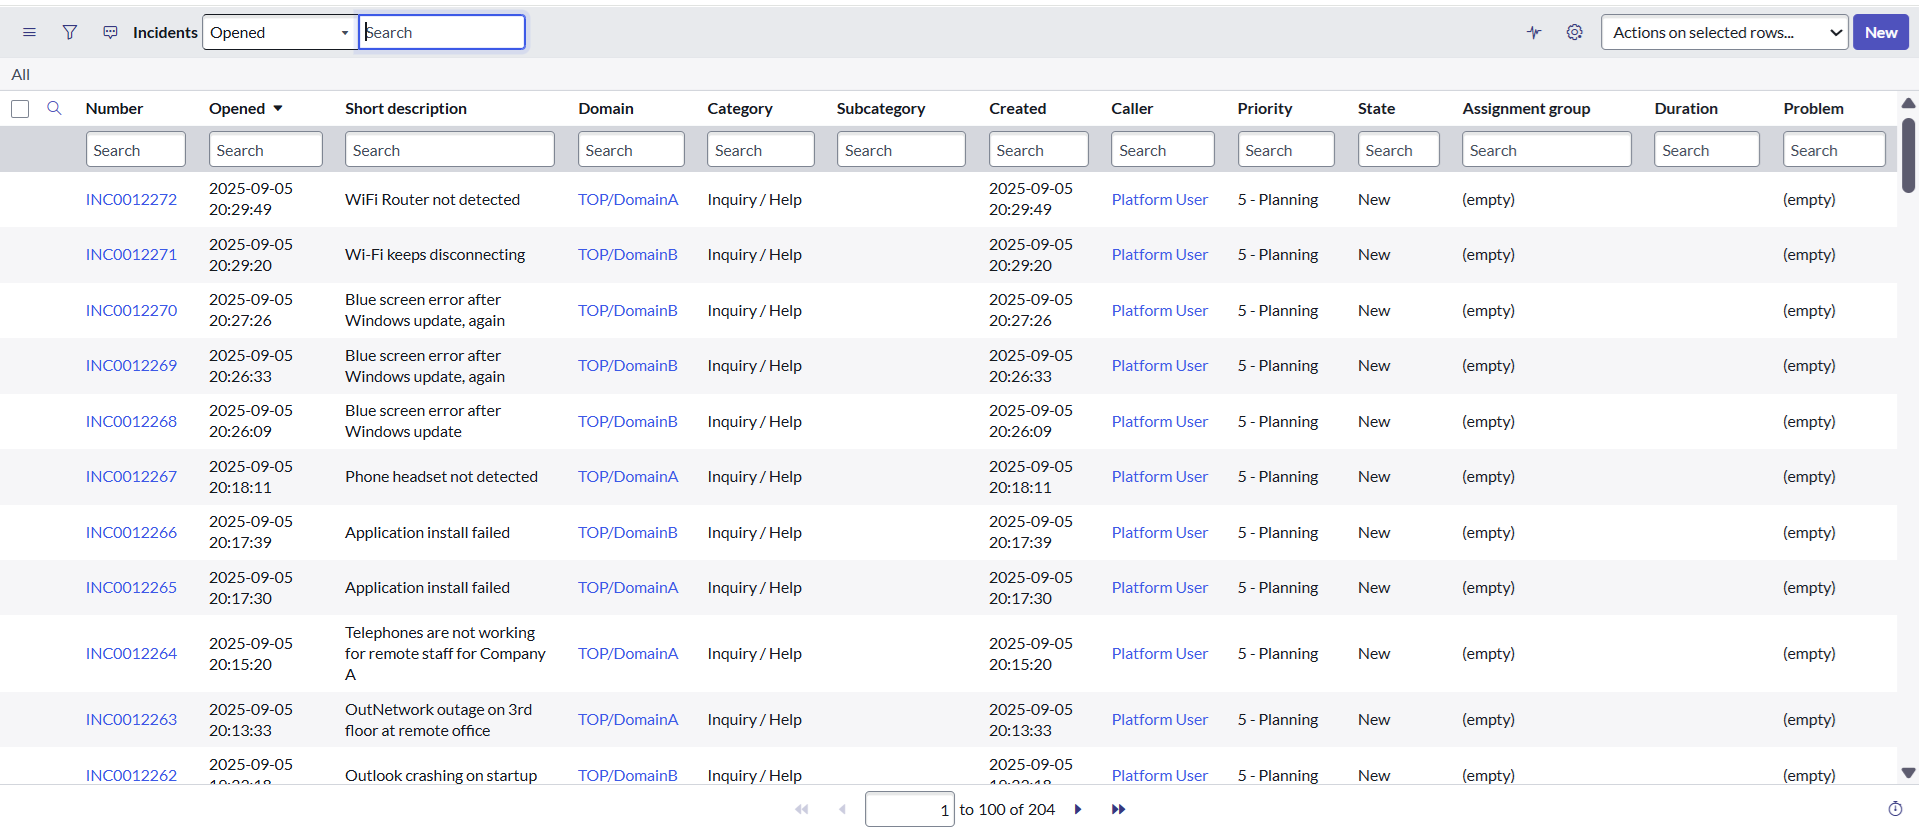 Incidents Opened Search Actions on selected rows... New
All
Number Opened Short description Domain Category Subcategory Created Caller Priority State Assignment group Duration Problem
Search Search Search Search Search Search Search Search Search Search Search Search Search
INC0012272 2025-09-05 20:29:49 WiFi Router not detected TOP/DomainA Inquiry / Help 2025-09-05 20:29:49 Platform User 5 - Planning New (empty) (empty)
INC0012271 2025-09-05 20:29:20 Wi-Fi keeps disconnecting TOP/DomainB Inquiry / Help 2025-09-05 20:29:20 Platform User 5 - Planning New (empty) (empty)
INC0012270 2025-09-05 20:27:26 Blue screen error after Windows update, again TOP/DomainB Inquiry / Help 2025-09-05 20:27:26 Platform User 5 - Planning New (empty) (empty)
INC0012269 2025-09-05 20:26:33 Blue screen error after Windows update, again TOP/DomainB Inquiry / Help 2025-09-05 20:26:33 Platform User 5 - Planning New (empty) (empty)
INC0012268 2025-09-05 20:26:09 Blue screen error after Windows update TOP/DomainB Inquiry / Help 2025-09-05 20:26:09 Platform User 5 - Planning New (empty) (empty)
INC0012267 2025-09-05 20:18:11 Phone headset not detected TOP/DomainA Inquiry / Help 2025-09-05 20:18:11 Platform User 5 - Planning New (empty) (empty)
INC0012266 2025-09-05 20:17:39 Application install failed TOP/DomainB Inquiry / Help 2025-09-05 20:17:39 Platform User 5 - Planning New (empty) (empty)
INC0012265 2025-09-05 20:17:30 Application install failed TOP/DomainA Inquiry / Help 2025-09-05 20:17:30 Platform User 5 - Planning New (empty) (empty)
INC0012264 2025-09-05 20:15:20 Telephones are not working for remote staff for Company A TOP/DomainA Inquiry / Help 2025-09-05 20:15:20 Platform User 5 - Planning New (empty) (empty)
INC0012263 2025-09-05 20:13:33 OutNetwork outage on 3rd floor at remote office TOP/DomainA Inquiry / Help 2025-09-05 20:13:33 Platform User 5 - Planning New (empty) (empty)
INC0012262 2025-09-05 Outlook crashing on startup TOP/DomainB Inquiry / Help 2025-09-05 Platform User 5 - Planning New (empty) (empty)
1 to 100 of 204